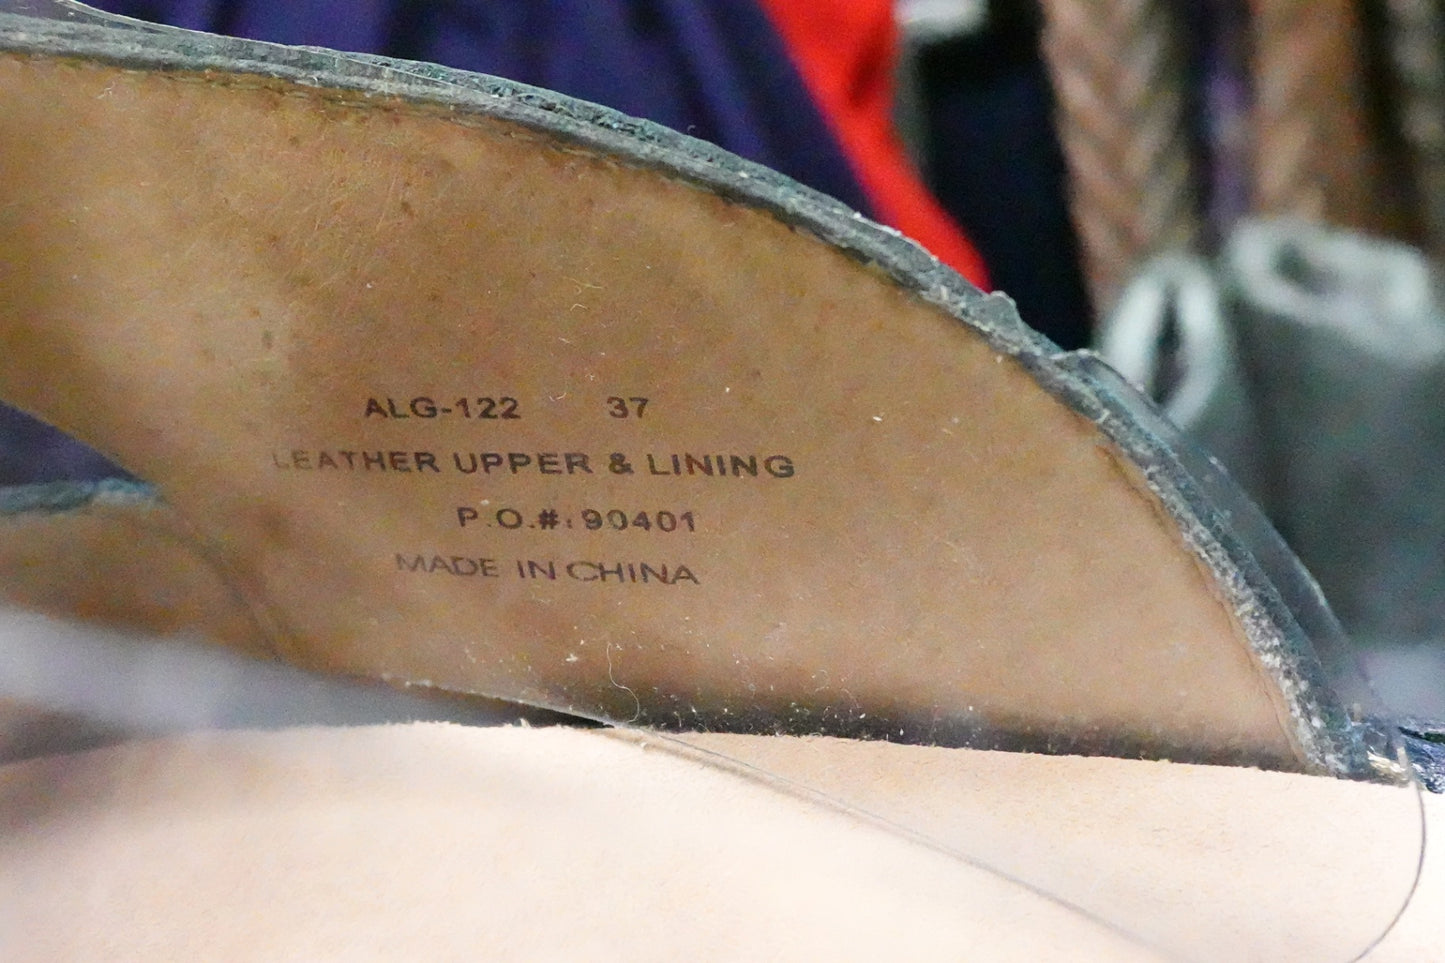 ALG-122 37
LEATHER UPPER & LINING
P.O.#: 90401
MADE IN CHINA